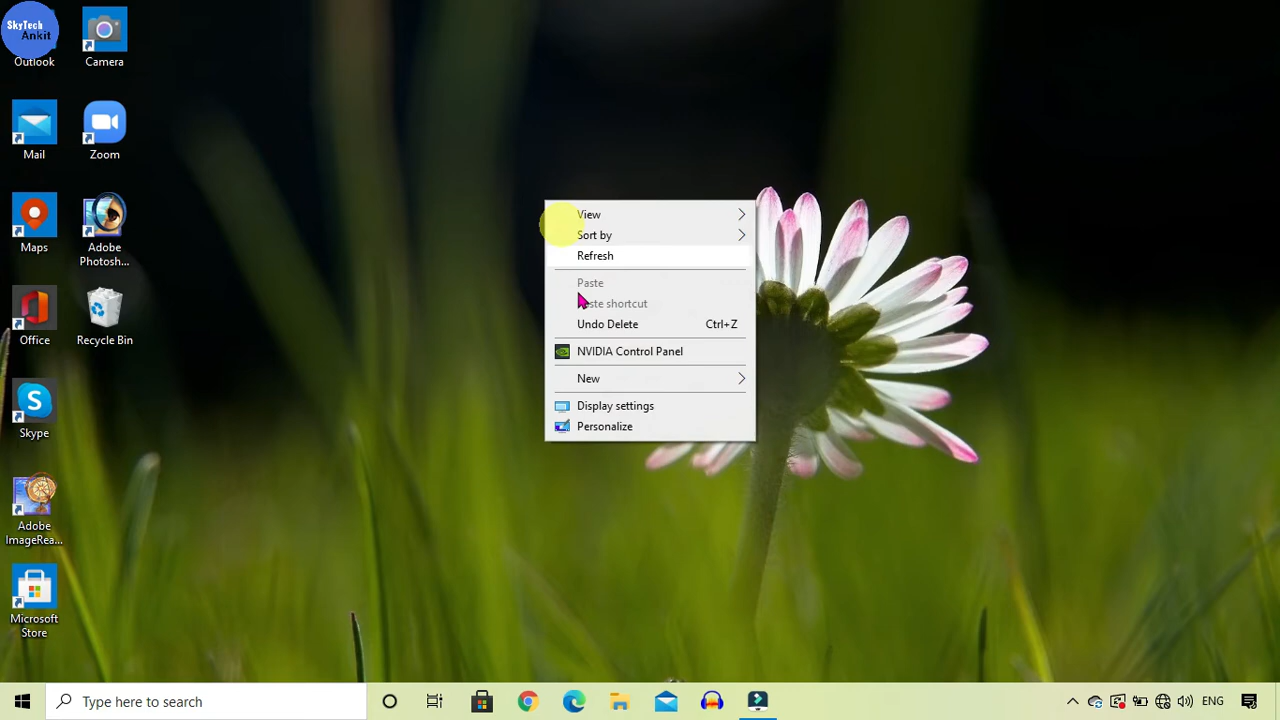 SkyTech
Ankit
Outlook
Camera
Mail
Zoom
Maps
Adobe
Photosh...
Office
Recycle Bin
Skype
Adobe
ImageRea...
Microsoft
Store
View
Sort by
Refresh
Paste
ste shortcut
Undo Delete Ctrl+Z
NVIDIA Control Panel
New
Display settings
Personalize
Type here to search
ENG